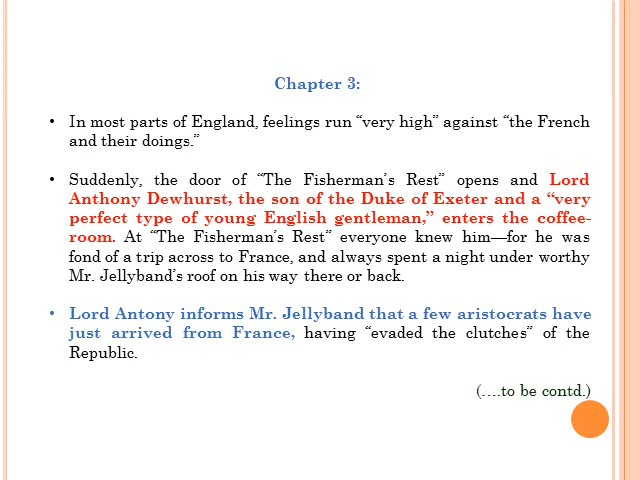 Chapter 3:
• In most parts of England, feelings run “very high” against “the French
and their doings.”
• Suddenly, the door of “The Fisherman’s Rest” opens and Lord
Anthony Dewhurst, the son of the Duke of Exeter and a “very
perfect type of young English gentleman,” enters the coffee-
room. At “The Fisherman’s Rest” everyone knew him—for he was
fond of a trip across to France, and always spent a night under worthy
Mr. Jellyband’s roof on his way there or back.
• Lord Antony informs Mr. Jellyband that a few aristocrats have
just arrived from France, having “evaded the clutches” of the
Republic.
(….to be contd.)